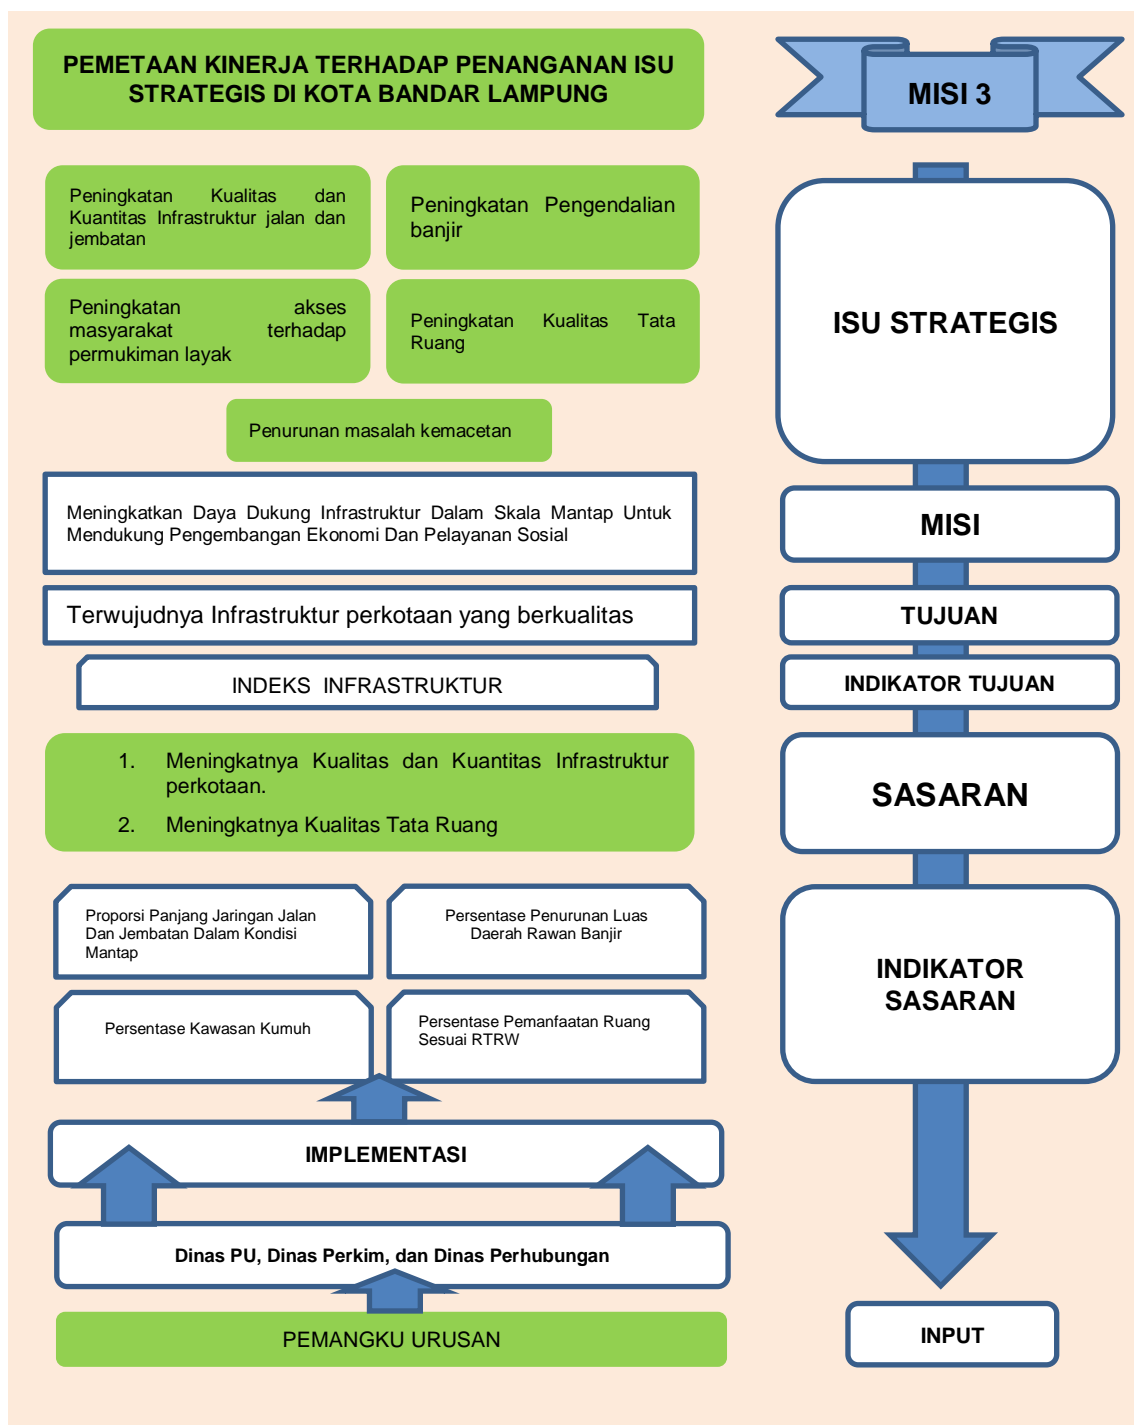 PEMETAAN KINERJA TERHADAP PENANGANAN ISU
STRATEGIS DI KOTA BANDAR LAMPUNG
MISI 3
Peningkatan Kualitas dan
Kuantitas Infrastruktur jalan dan
jembatan
Peningkatan Pengendalian
banjir
Peningkatan akses
masyarakat terhadap
permukiman layak
Peningkatan Kualitas Tata
Ruang
Penurunan masalah kemacetan
ISU STRATEGIS
Meningkatkan Daya Dukung Infrastruktur Dalam Skala Mantap Untuk
Mendukung Pengembangan Ekonomi Dan Pelayanan Sosial
MISI
Terwujudnya Infrastruktur perkotaan yang berkualitas
TUJUAN
INDEKS INFRASTRUKTUR
INDIKATOR TUJUAN
1. Meningkatnya Kualitas dan Kuantitas Infrastruktur
perkotaan.
2. Meningkatnya Kualitas Tata Ruang
SASARAN
Proporsi Panjang Jaringan Jalan
Dan Jembatan Dalam Kondisi
Mantap
Persentase Penurunan Luas
Daerah Rawan Banjir
Persentase Kawasan Kumuh
Persentase Pemanfaatan Ruang
Sesuai RTRW
INDIKATOR
SASARAN
IMPLEMENTASI
Dinas PU, Dinas Perkim, dan Dinas Perhubungan
PEMANGKU URUSAN
INPUT